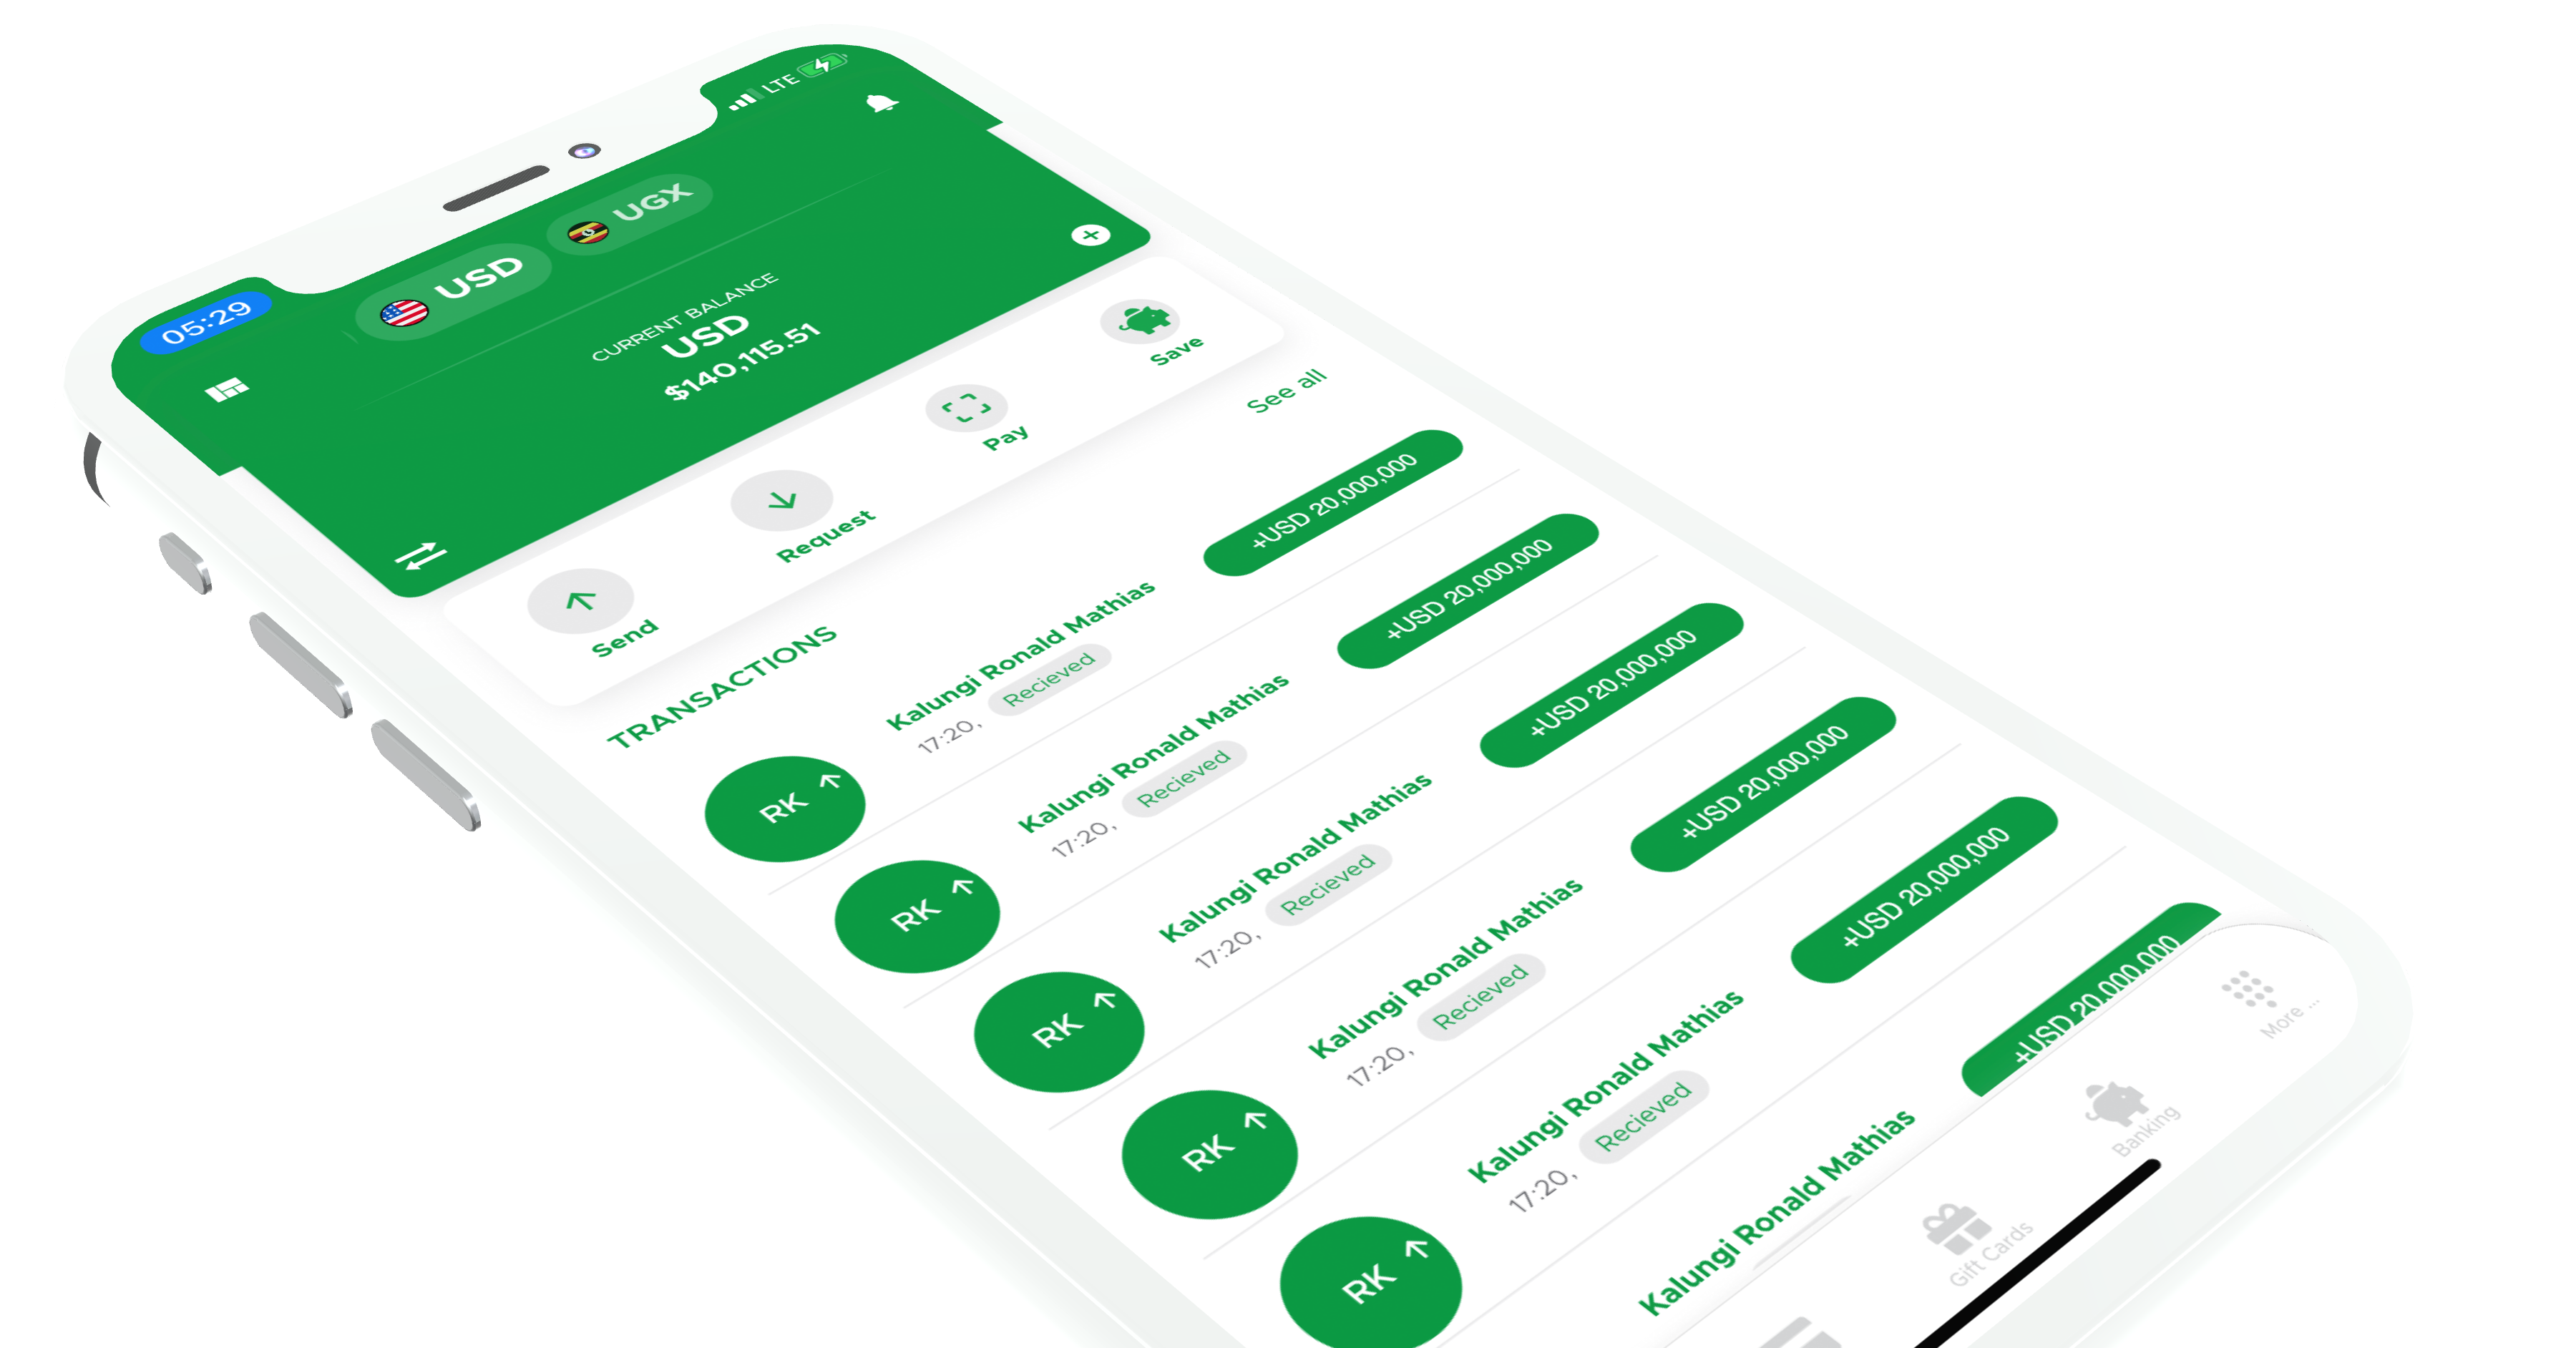 05:29
LTE
USD
UGX
CURRENT BALANCE
USD
$140,115.51
Send
Request
Pay
Save
TRANSACTIONS
See all
RK
Kalungi Ronald Mathias
17:20,
Recieved
+USD 20,000,000
RK
Kalungi Ronald Mathias
17:20,
Recieved
+USD 20,000,000
RK
Kalungi Ronald Mathias
17:20,
Recieved
+USD 20,000,000
RK
Kalungi Ronald Mathias
17:20,
Recieved
+USD 20,000,000
RK
Kalungi Ronald Mathias
17:20,
Recieved
+USD 20,000,000
Kalungi Ronald Mathias
+USD 20,000,000
Gift Cards
Banking
More ...